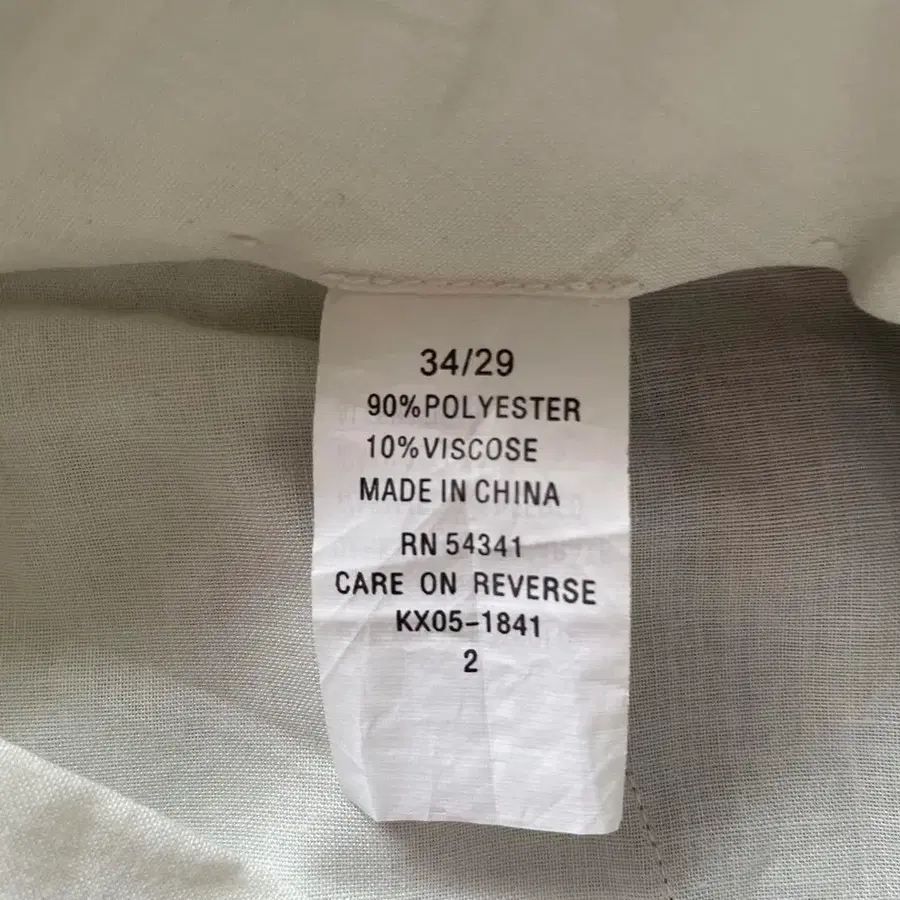 34/29
90%POLYESTER
10%VISCOSE
MADE IN CHINA
RN 54341
CARE ON REVERSE
KX05-1841
2